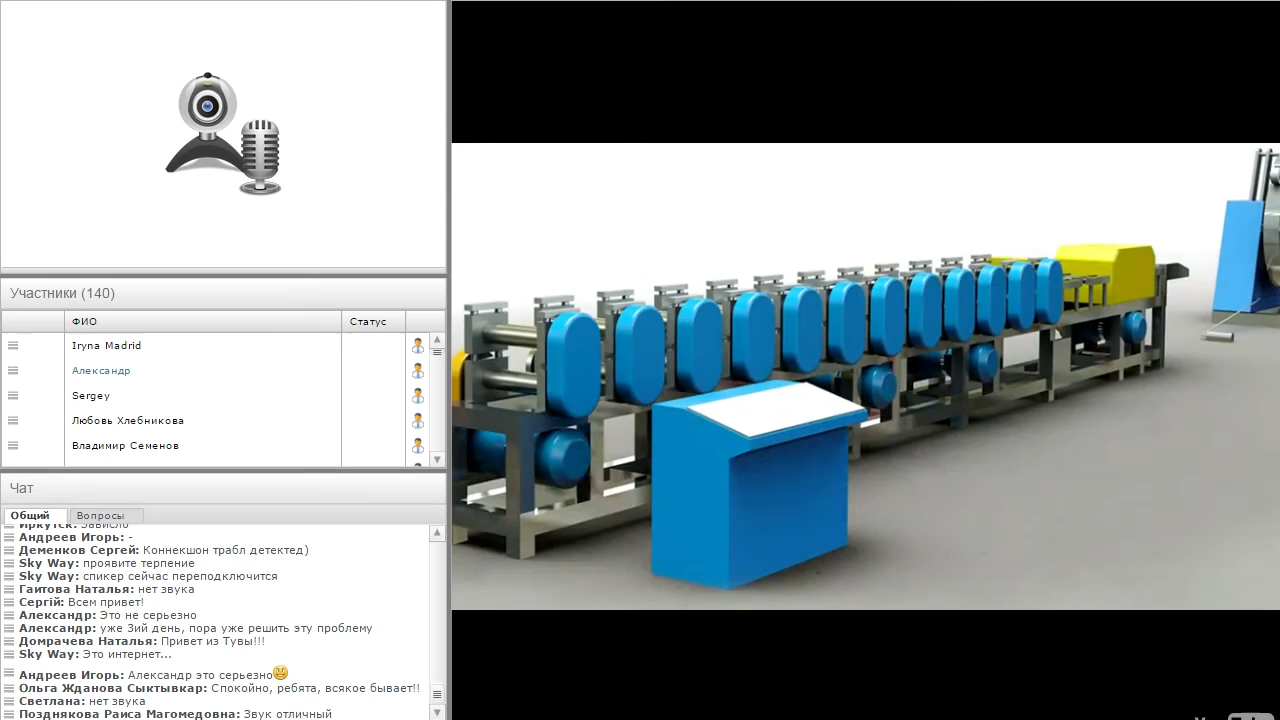 Участники (140)
ФИО Статус
Iryna Madrid
Александр
Sergey
Любовь Хлебникова
Владимир Семенов
Чат
Общий Вопросы
Иркутск: Зависло
Андреев Игорь: -
Деменков Сергей: Коннекшон трабл детектед)
Sky Way: проявите терпение
Sky Way: спикер сейчас переподключится
Гаитова Наталья: нет звука
Сергій: Всем привет!
Александр: Это не серьезно
Александр: уже 3ий день, пора уже решить эту проблему
Домрачева Наталья: Привет из Тувы!!!
Sky Way: Это интернет...
Андреев Игорь: Александр это серьезно
Ольга Жданова Сыктывкар: Спокойно, ребята, всякое бывает!!
Светлана: нет звука
Позднякова Раиса Магомедовна: Звук отличный